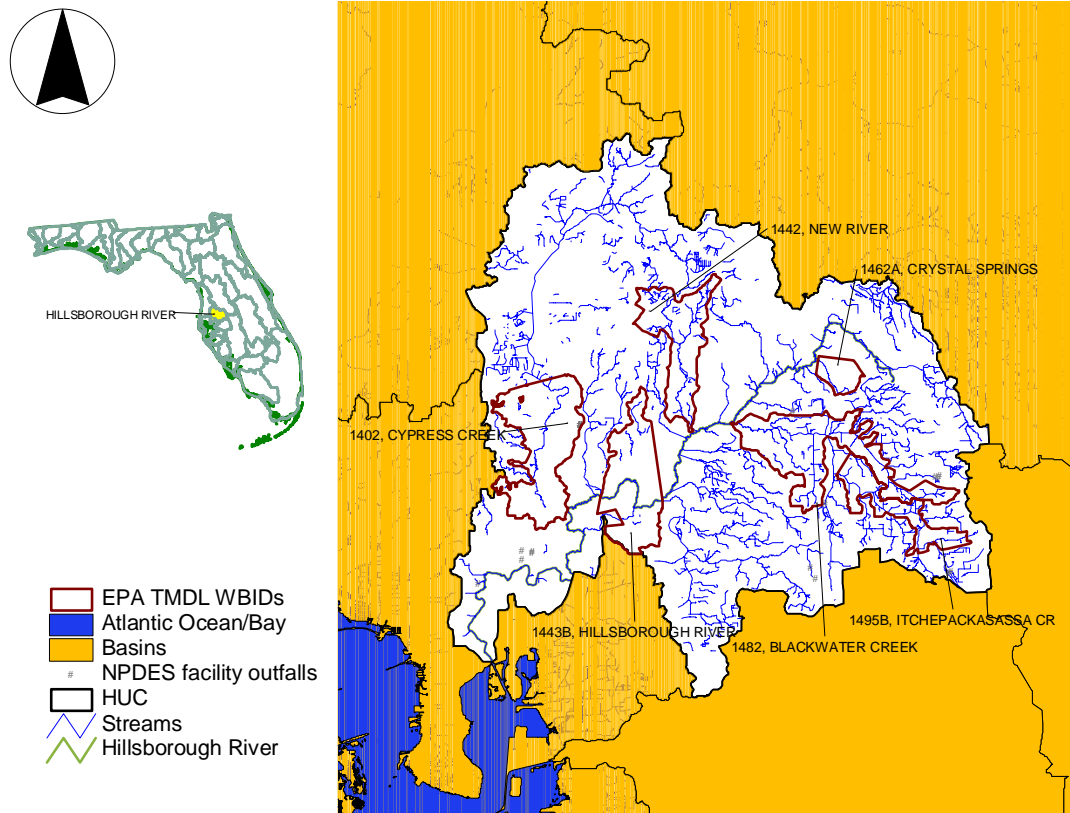 1442, NEW RIVER
1462A, CRYSTAL SPRINGS
HILLSBOROUGH RIVER
1402, CYPRESS CREEK
EPA TMDL WBIDs
Atlantic Ocean/Bay
Basins
# NPDES facility outfalls
HUC
Streams
Hillsborough River
1443B, HILLSBOROUGH RIVER
1482, BLACKWATER CREEK
1495B, ITCHEPACKASASSA CR